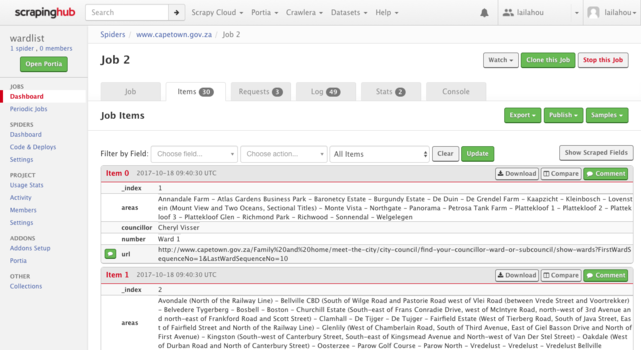 scrapinghub Search Scrapy Cloud Portia Crawlera Datasets Help lailahou lailahou
wardlist
1 spider , 0 members
Open Portia
JOBS
Dashboard
Periodic Jobs
SPIDERS
Dashboard
Code & Deploys
Settings
PROJECT
Usage Stats
Activity
Members
Settings
ADDONS
Addons Setup
Portia
OTHER
Collections
Spiders / www.capetown.gov.za / Job 2
Job 2
Watch Clone this Job Stop this Job
Job Items 30 Requests 3 Log 49 Stats 2 Console
Job Items
Export Publish Samples
Filter by Field: Choose field... Choose action... All Items Clear Update Show Scraped Fields
Item 0 2017-10-18 09:40:30 UTC Download Compare Comment
_index 1
areas Annandale Farm - Atlas Gardens Business Park - Baronetcy Estate - Burgundy Estate - De Duin - De Grendel Farm - Kaapzicht - Kleinbosch - Lovenst
ein (Mount View and Two Oceans, Sectional Titles) - Monte Vista - Northgate - Panorama - Petrosa Tank Farm - Plattekloof 1 - Plattekloof 2 - Plattek
loof 3 - Plattekloof Glen - Richmond Park - Richwood - Sonnendal - Welgelegen
councillor Cheryl Visser
number Ward 1
url http://www.capetown.gov.za/Family%20and%20home/meet-the-city/city-council/find-your-councillor-ward-or-subcouncil/show-wards?FirstWardS
equenceNo=1&LastWardSequenceNo=10
Item 1 2017-10-18 09:40:30 UTC Download Compare Comment
_index 2
areas Avondale (North of the Railway Line) - Bellville CBD (South of Wilge Road and Pastorie Road west of Vlei Road (between Vrede Street and Voortrekker)
- Belvedere Tygerberg - Bosbell - Boston - Churchill Estate (South-east of Frans Conradie Drive, west of McIntyre Road, north-west of 3rd Avenue an
d north-east of Frankford Road and Scott Street) - Clamhall - De Tijger - De Tijger - Fairfield Estate (West of Tierberg Road, South of Java Street, Eas
t of Fairfield Street and North of the Railway Line) - Glenlily (West of Chamberlain Road, South of Third Avenue, East of Giel Basson Drive and North of
First Avenue) - Kingston (South-west of Canterbury Street, South-east of Kingsmead Avenue and North-west of Van Der Stel Street) - Oakdale (West
of Durban Road and North of Canterbury Street) - Oosterzee - Parow Golf Course - Parow North - Vredelust - Vredelust - Vredelust Bellville